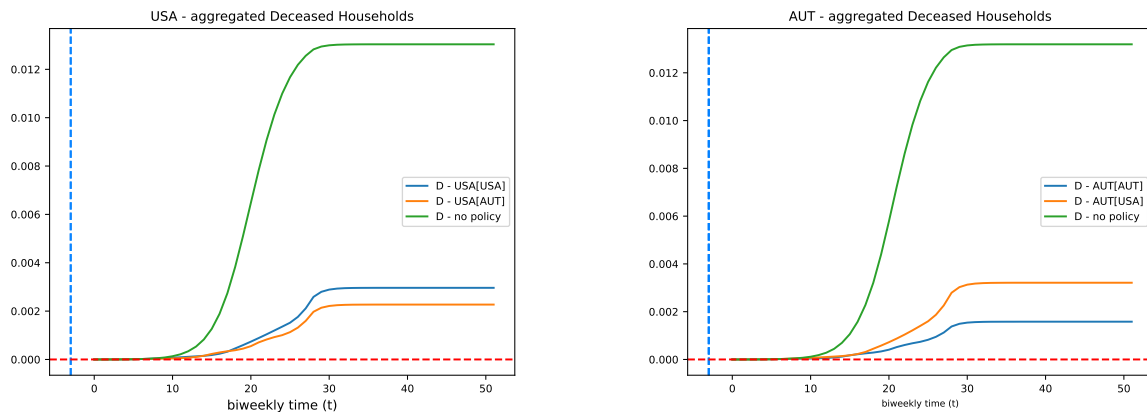 USA - aggregated Deceased Households
0.012
0.010
0.008
0.006
0.004
0.002
0.000
D - USA[USA]
D - USA[AUT]
D - no policy
0
10
20
30
40
50
biweekly time (t)
AUT - aggregated Deceased Households
0.012
0.010
0.008
0.006
0.004
0.002
0.000
D - AUT[AUT]
D - AUT[USA]
D - no policy
0
10
20
30
40
50
biweekly time (t)